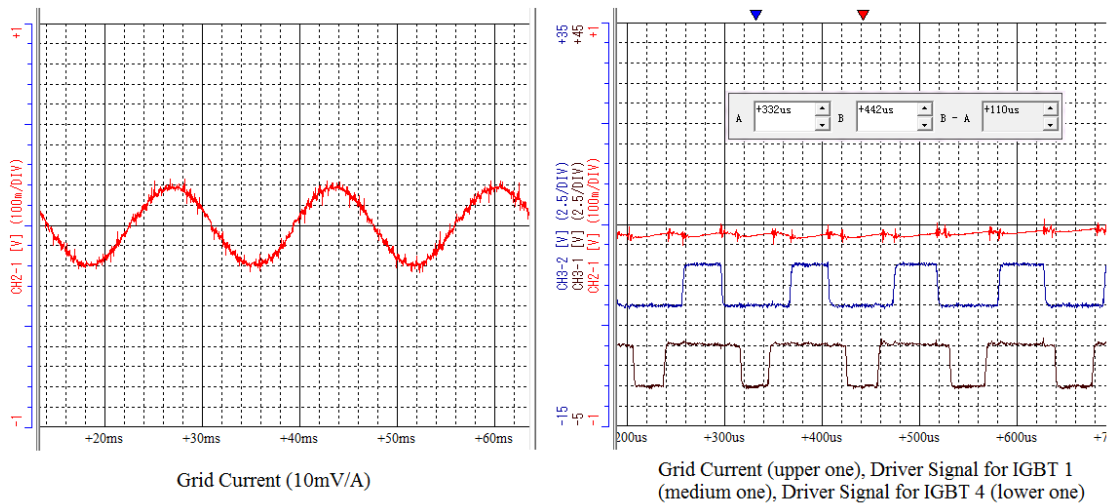 +1
CH2-1 [V] (100m/DIV)
-1
+20ms +30ms +40ms +50ms +60ms
Grid Current (10mV/A)
+35
+45
+1
CH3-2 [V] (2.5/DIV)
CH3-1 [V] (2.5/DIV)
CH2-1 [V] (100m/DIV)
-15
-5
-1
A +332us B +442us B - A +110us
200us +300us +400us +500us +600us +7
Grid Current (upper one), Driver Signal for IGBT 1
(medium one), Driver Signal for IGBT 4 (lower one)